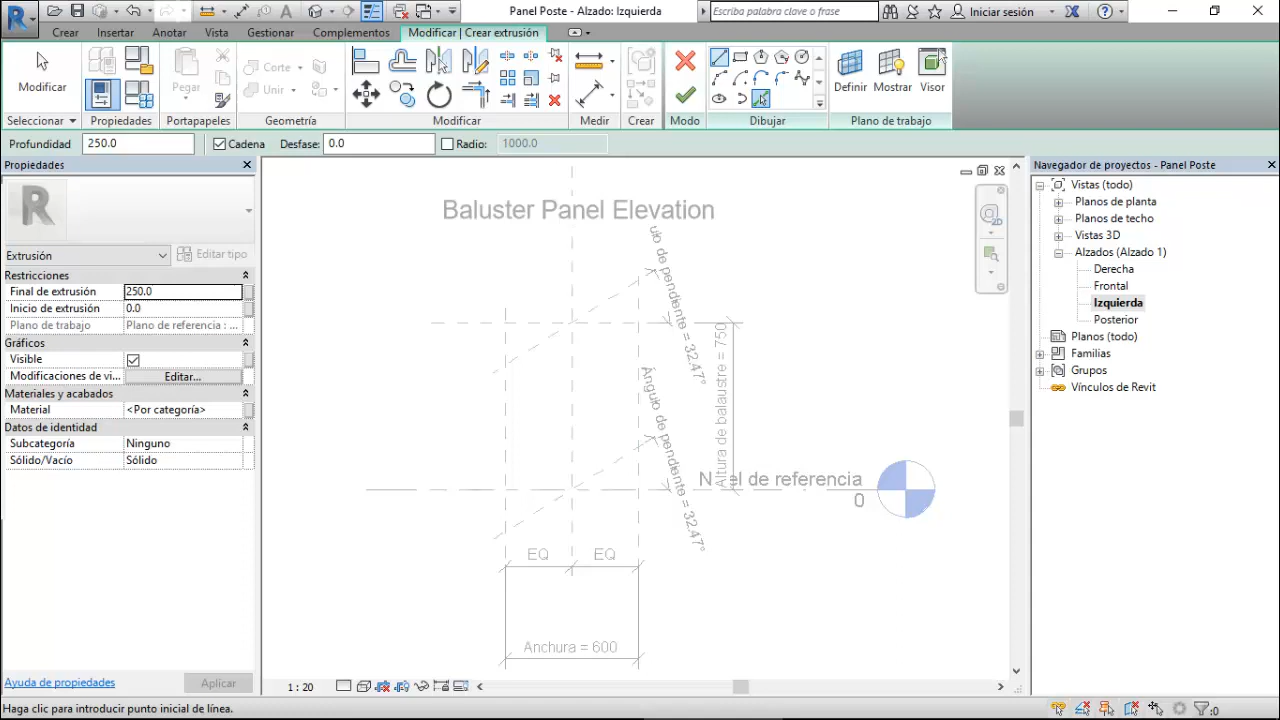 Panel Poste - Alzado: Izquierda
Escriba palabra clave o frase
Iniciar sesión
Crear
Insertar
Anotar
Vista
Gestionar
Complementos
Modificar | Crear extrusión
Modificar
Pegar
Corte
Unir
Definir
Mostrar
Visor
Seleccionar
Propiedades
Portapapeles
Geometría
Modificar
Medir
Crear
Modo
Dibujar
Plano de trabajo
Profundidad
250.0
Cadena
Desfase:
0.0
Radio:
1000.0
Propiedades
Extrusión
Editar tipo
Restricciones
Final de extrusión
250.0
Inicio de extrusión
0.0
Plano de trabajo
Plano de referencia : ...
Gráficos
Visible
Modificaciones de vi...
Editar...
Materiales y acabados
Material
<Por categoría>
Datos de identidad
Subcategoría
Ninguno
Sólido/Vacío
Sólido
Ayuda de propiedades
Aplicar
Baluster Panel Elevation
ulo de pendiente = 32.47°
Ángulo de pendiente = 32.47°
Altura de balaustre = 750
N el de referencia
0
EQ
EQ
Anchura = 600
2D
1 : 20
Navegador de proyectos - Panel Poste
Vistas (todo)
Planos de planta
Planos de techo
Vistas 3D
Alzados (Alzado 1)
Derecha
Frontal
Izquierda
Posterior
Planos (todo)
Familias
Grupos
Vínculos de Revit
Haga clic para introducir punto inicial de línea.
:0